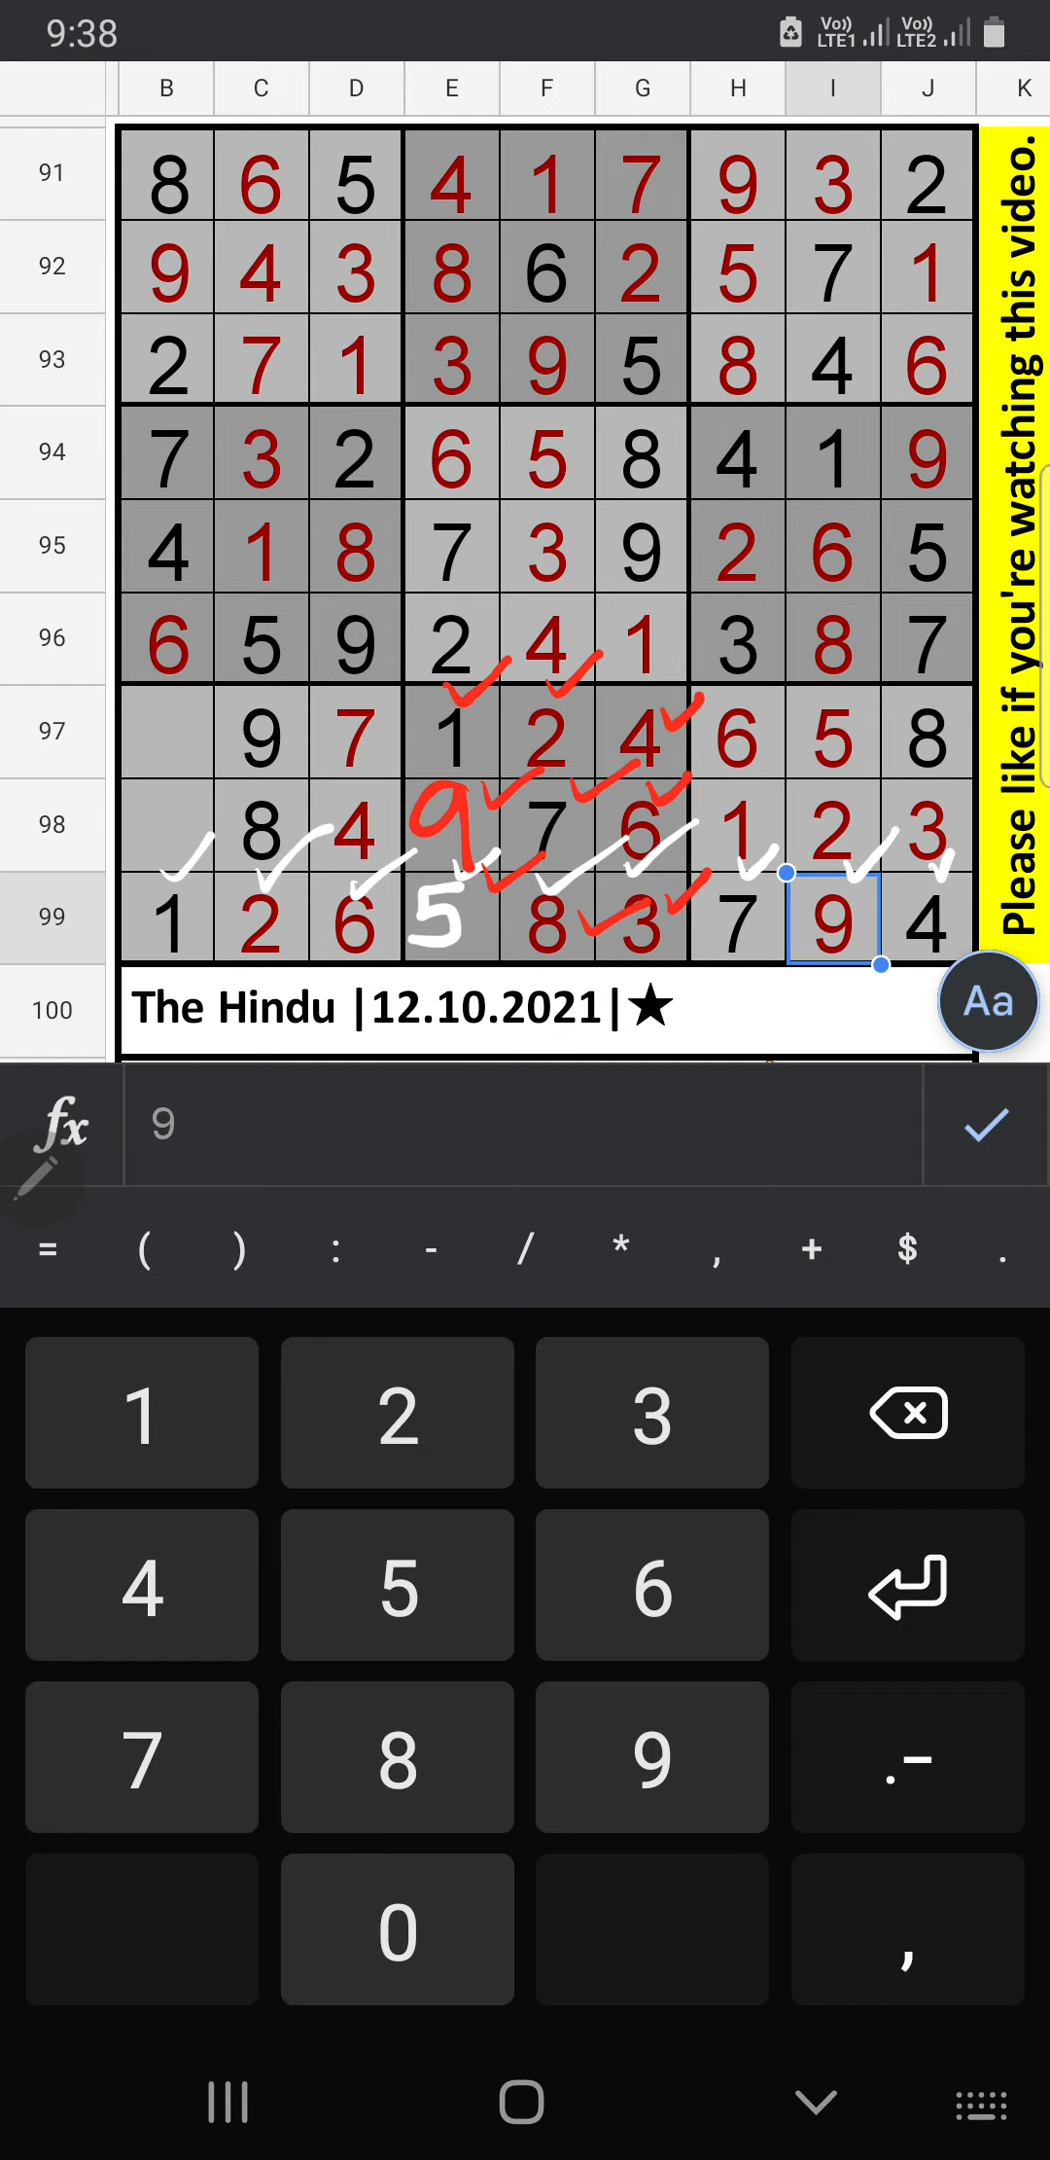 9:38
Vo)) LTE1 Vo)) LTE2
B C D E F G H I J K
91 8 6 5 4 1 7 9 3 2
92 9 4 3 8 6 2 5 7 1
93 2 7 1 3 9 5 8 4 6
94 7 3 2 6 5 8 4 1 9
95 4 1 8 7 3 9 2 6 5
96 6 5 9 2 4 1 3 8 7
97 9 7 1 2 4 6 5 8
98 8 4 9 7 6 1 2 3
99 1 2 6 5 8 3 7 9 4
Please like if you're watching this video.
100 The Hindu |12.10.2021|★
Aa
fx 9
= ( ) : - / * , + $ .
1 2 3
4 5 6
7 8 9 .-
0 ,